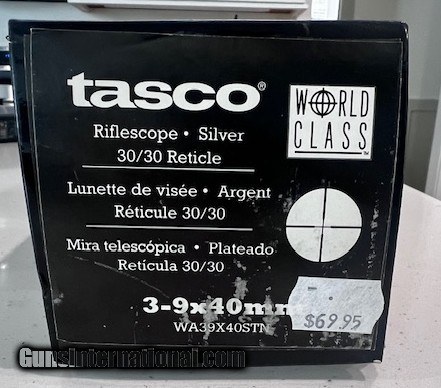 tasco®
WORLD
CLASS™
Riflescope • Silver
30/30 Reticle
Lunette de visée • Argent
Réticule 30/30
Mira telescópica • Plateado
Retícula 30/30
3-9x40mm
WA39X40STN
$69.95
GunsInternational.com